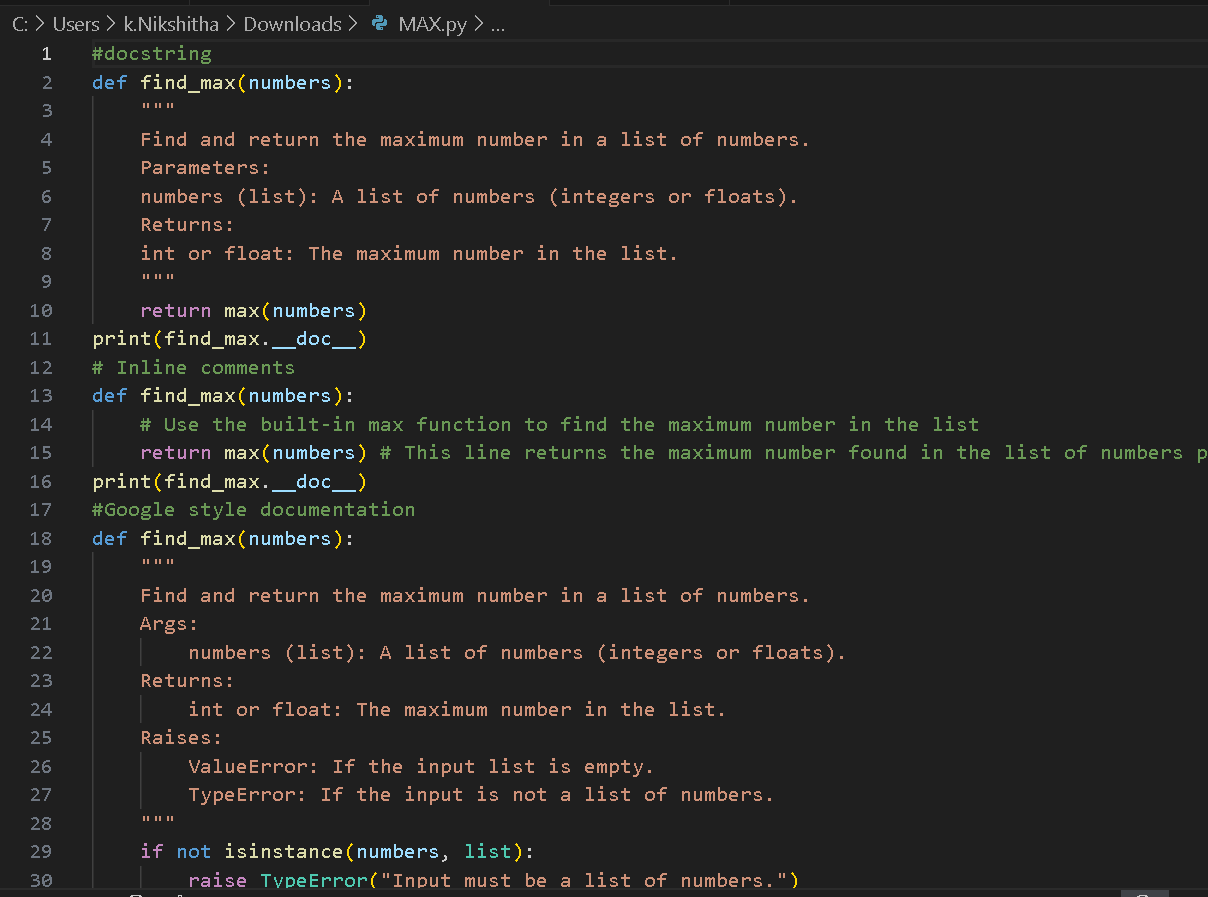 C: > Users > k.Nikshitha > Downloads > MAX.py > ...
1 #docstring
2 def find_max(numbers):
3     """
4     Find and return the maximum number in a list of numbers.
5     Parameters:
6     numbers (list): A list of numbers (integers or floats).
7     Returns:
8     int or float: The maximum number in the list.
9     """
10     return max(numbers)
11 print(find_max.__doc__)
12 # Inline comments
13 def find_max(numbers):
14     # Use the built-in max function to find the maximum number in the list
15     return max(numbers) # This line returns the maximum number found in the list of numbers p
16 print(find_max.__doc__)
17 #Google style documentation
18 def find_max(numbers):
19     """
20     Find and return the maximum number in a list of numbers.
21     Args:
22         numbers (list): A list of numbers (integers or floats).
23     Returns:
24         int or float: The maximum number in the list.
25     Raises:
26         ValueError: If the input list is empty.
27         TypeError: If the input is not a list of numbers.
28     """
29     if not isinstance(numbers, list):
30         raise TypeError("Input must be a list of numbers.")